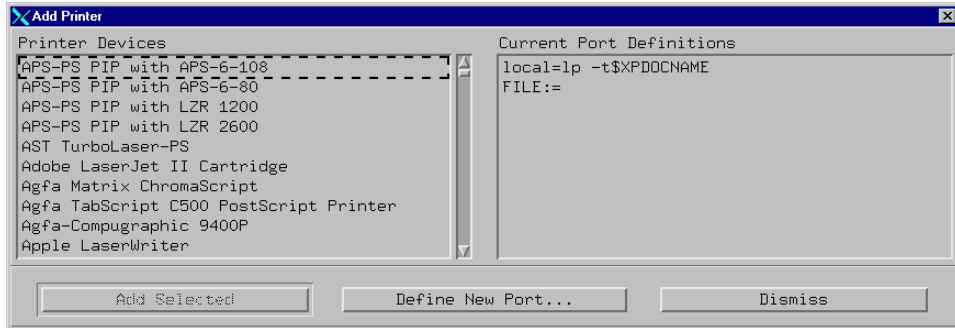 Add Printer
Printer Devices
APS-PS PIP with APS-6-108
APS-PS PIP with APS-6-80
APS-PS PIP with LZR 1200
APS-PS PIP with LZR 2600
AST TurboLaser-PS
Adobe LaserJet II Cartridge
Agfa Matrix ChromaScript
Agfa TabScript C500 PostScript Printer
Agfa-Compugraphic 9400P
Apple LaserWriter
Current Port Definitions
local=lp -t$XPDOCNAME
FILE:=
Add Selected
Define New Port...
Dismiss